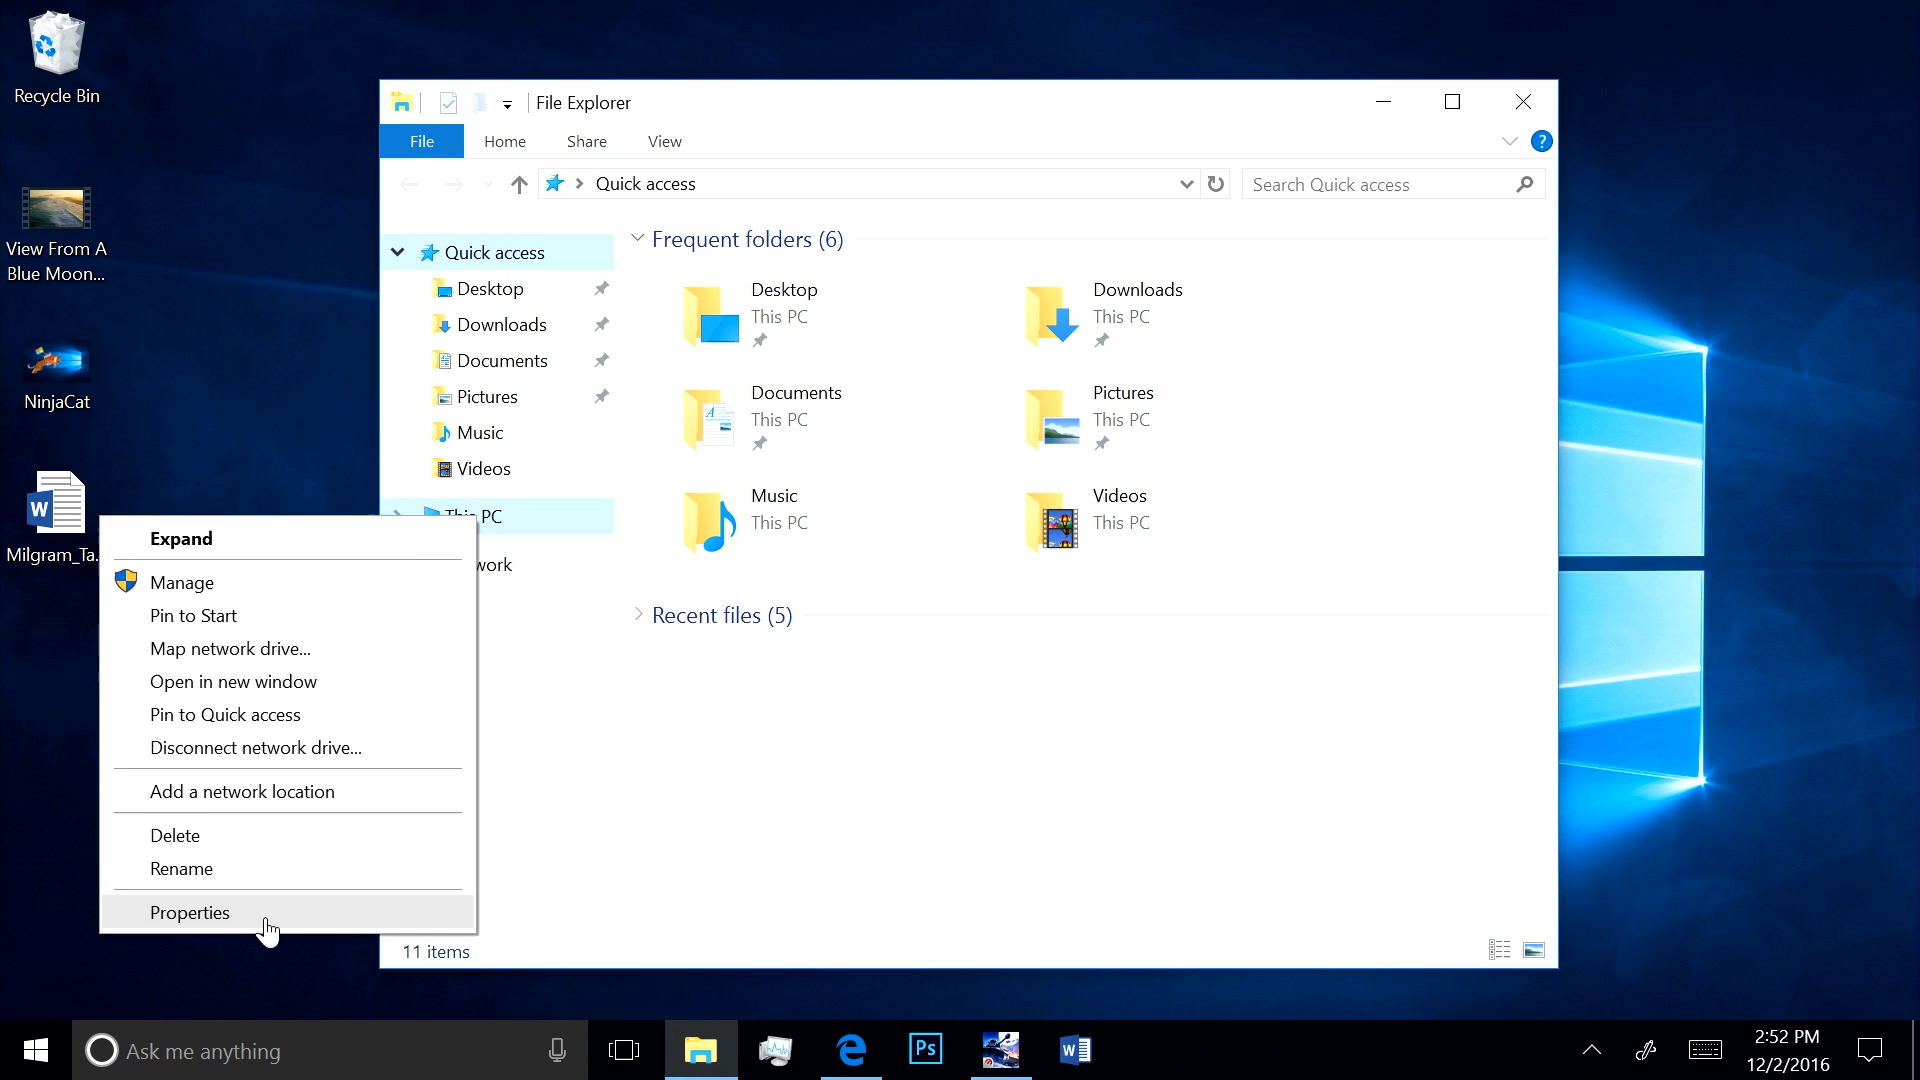 Recycle Bin
View From A
Blue Moon...
NinjaCat
W
Milgram_Ta.
File Explorer
File
Home
Share
View
?
Quick access
Search Quick access
Quick access
Desktop
Downloads
Documents
Pictures
Music
Videos
This PC
work
Frequent folders (6)
Desktop
This PC
Downloads
This PC
Documents
This PC
Pictures
This PC
Music
This PC
Videos
This PC
Recent files (5)
Expand
Manage
Pin to Start
Map network drive...
Open in new window
Pin to Quick access
Disconnect network drive...
Add a network location
Delete
Rename
Properties
11 items
Ask me anything
Ps
W
2:52 PM
12/2/2016